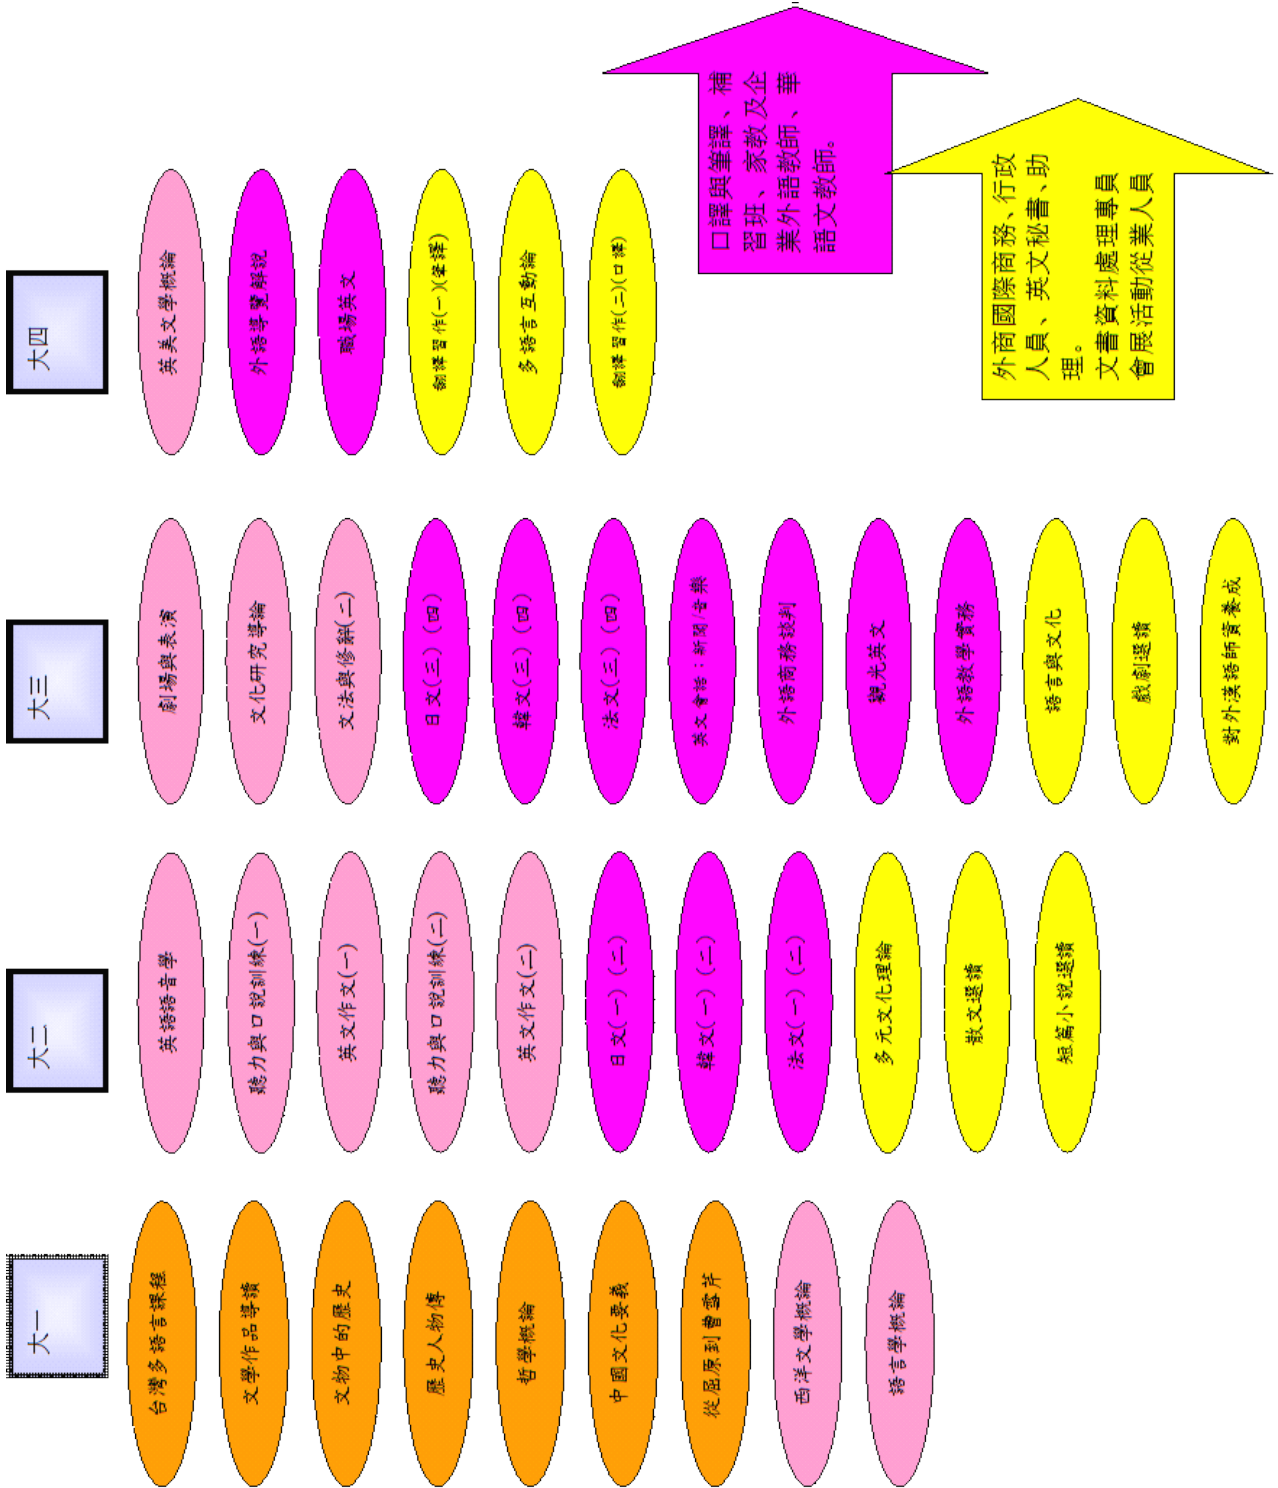 大一
台灣多語言課程
文學作品導讀
文物中的歷史
歷史人物傳
哲學概論
中國文化要義
從屈原到曹雪芹
西洋文學概論
語言學概論
大二
英語語音學
聽力與口說訓練(一)
英文作文(一)
聽力與口說訓練(二)
英文作文(二)
日文(一)(二)
韓文(一)(二)
法文(一)(二)
多元文化理論
散文選讀
短篇小說選讀
大三
劇場與表演
文化研究導論
文法與修辭(二)
日文(三)(四)
韓文(三)(四)
法文(三)(四)
英文會話：新聞/音樂
外語商務談判
觀光英文
外語教學實務
語言與文化
戲劇選讀
對外漢語師資養成
大四
英美文學概論
外語導覽解說
職場英文
翻譯習作(一)(筆譯)
多語言互動論
翻譯習作(二)(口譯)
口譯與筆譯、補
習班、家教及企
業外語教師、華
語文教師。
外商國際商務、行政
人員、英文秘書、助
理。
文書資料處理專員
會展活動從業人員